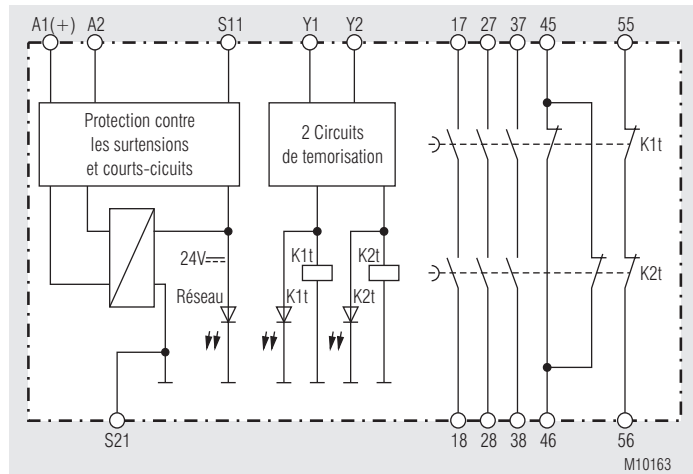 A1(+) A2 S11 Y1 Y2 17 27 37 45 55
Protection contre
les surtensions
et courts-cicuits
2 Circuits
de temorisation
K1t
24V
K1t K2t
K2t
Réseau K1t K2t
S21 18 28 38 46 56
M10163